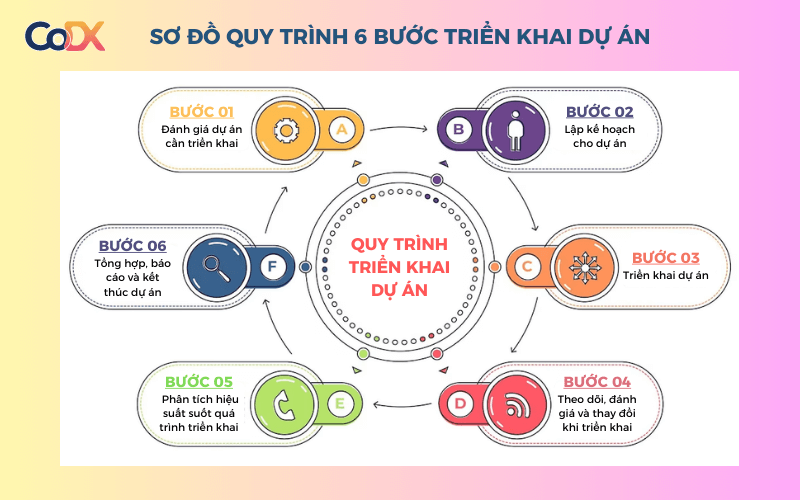 CoDX
SƠ ĐỒ QUY TRÌNH 6 BƯỚC TRIỂN KHAI DỰ ÁN
BƯỚC 01
Đánh giá dự án
cần triển khai
A
B
BƯỚC 02
Lập kế hoạch
cho dự án
BƯỚC 06
Tổng hợp, báo
cáo và kết
thúc dự án
F
QUY TRÌNH
TRIỂN KHAI
DỰ ÁN
C
BƯỚC 03
Triển khai dự án
BƯỚC 05
Phân tích hiệu
suất suốt quá
trình triển khai
E
D
BƯỚC 04
Theo dõi, đánh
giá và thay đổi
khi triển khai